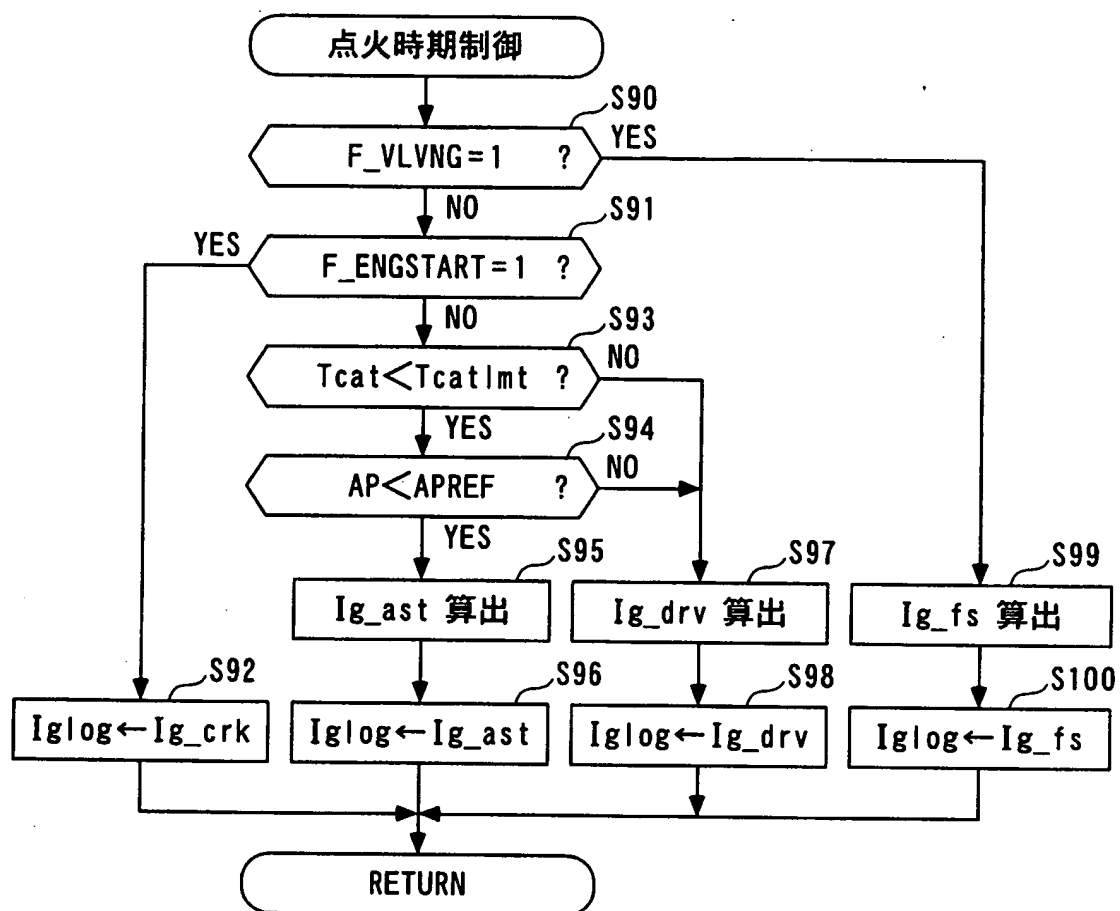 点火時期制御
S90
F_VLVNG=1 ?
YES
NO
S91
YES
F_ENGSTART=1 ?
NO
S93
Tcat<Tcatlmt ?
NO
YES
S94
AP<APREF ?
NO
YES
S95
Ig_ast 算出
S97
Ig_drv 算出
S99
Ig_fs 算出
S92
Iglog←Ig_crk
S96
Iglog←Ig_ast
S98
Iglog←Ig_drv
S100
Iglog←Ig_fs
RETURN